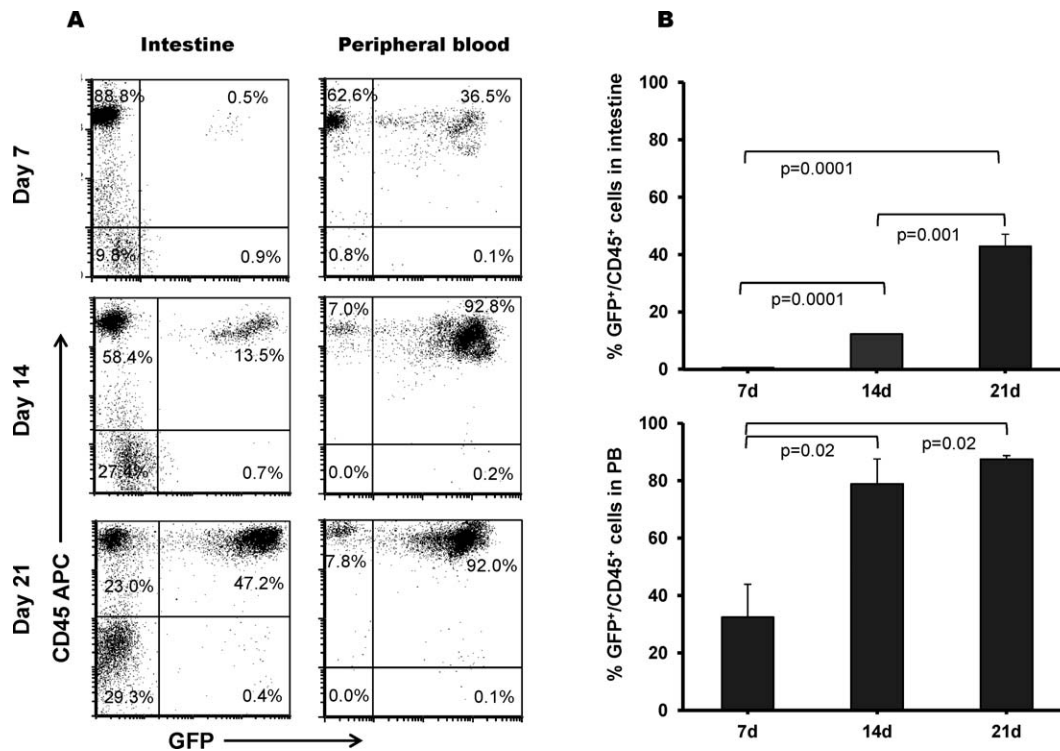 A
Intestine
Peripheral blood
Day 7
88.8%
0.5%
9.8%
0.9%
62.6%
36.5%
0.8%
0.1%
Day 14
58.4%
13.5%
27.4%
0.7%
7.0%
92.8%
0.0%
0.2%
Day 21
23.0%
47.2%
29.3%
0.4%
7.8%
92.0%
0.0%
0.1%
CD45 APC
GFP
B
% GFP⁺/CD45⁺ cells in intestine
100
80
60
40
20
0
p=0.0001
p=0.001
p=0.0001
7d 14d 21d
% GFP⁺/CD45⁺ cells in PB
100
80
60
40
20
0
p=0.02
p=0.02
7d 14d 21d